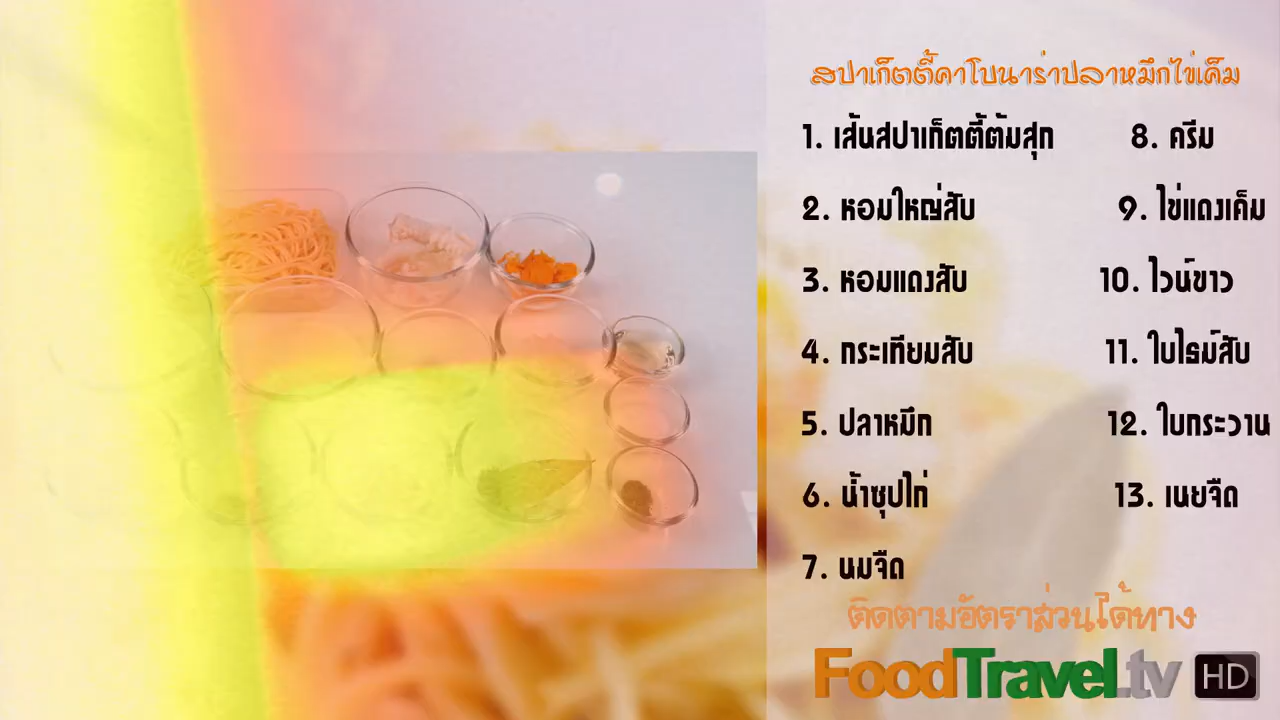 สปาเก็ตตี้คาโบนาร่าปลาหมึกไข่เค็ม
1. เส้นสปาเก็ตตี้ต้มสุก
2. หอมใหญ่สับ
3. หอมแดงสับ
4. กระเทียมสับ
5. ปลาหมึก
6. น้ำซุปไก่
7. นมจืด
8. ครีม
9. ไข่แดงเค็ม
10. ไวน์ขาว
11. ใบไธม์สับ
12. ใบกระวาน
13. เนยจืด
ติดตามอัตราส่วนได้ทาง
FoodTravel.tv HD